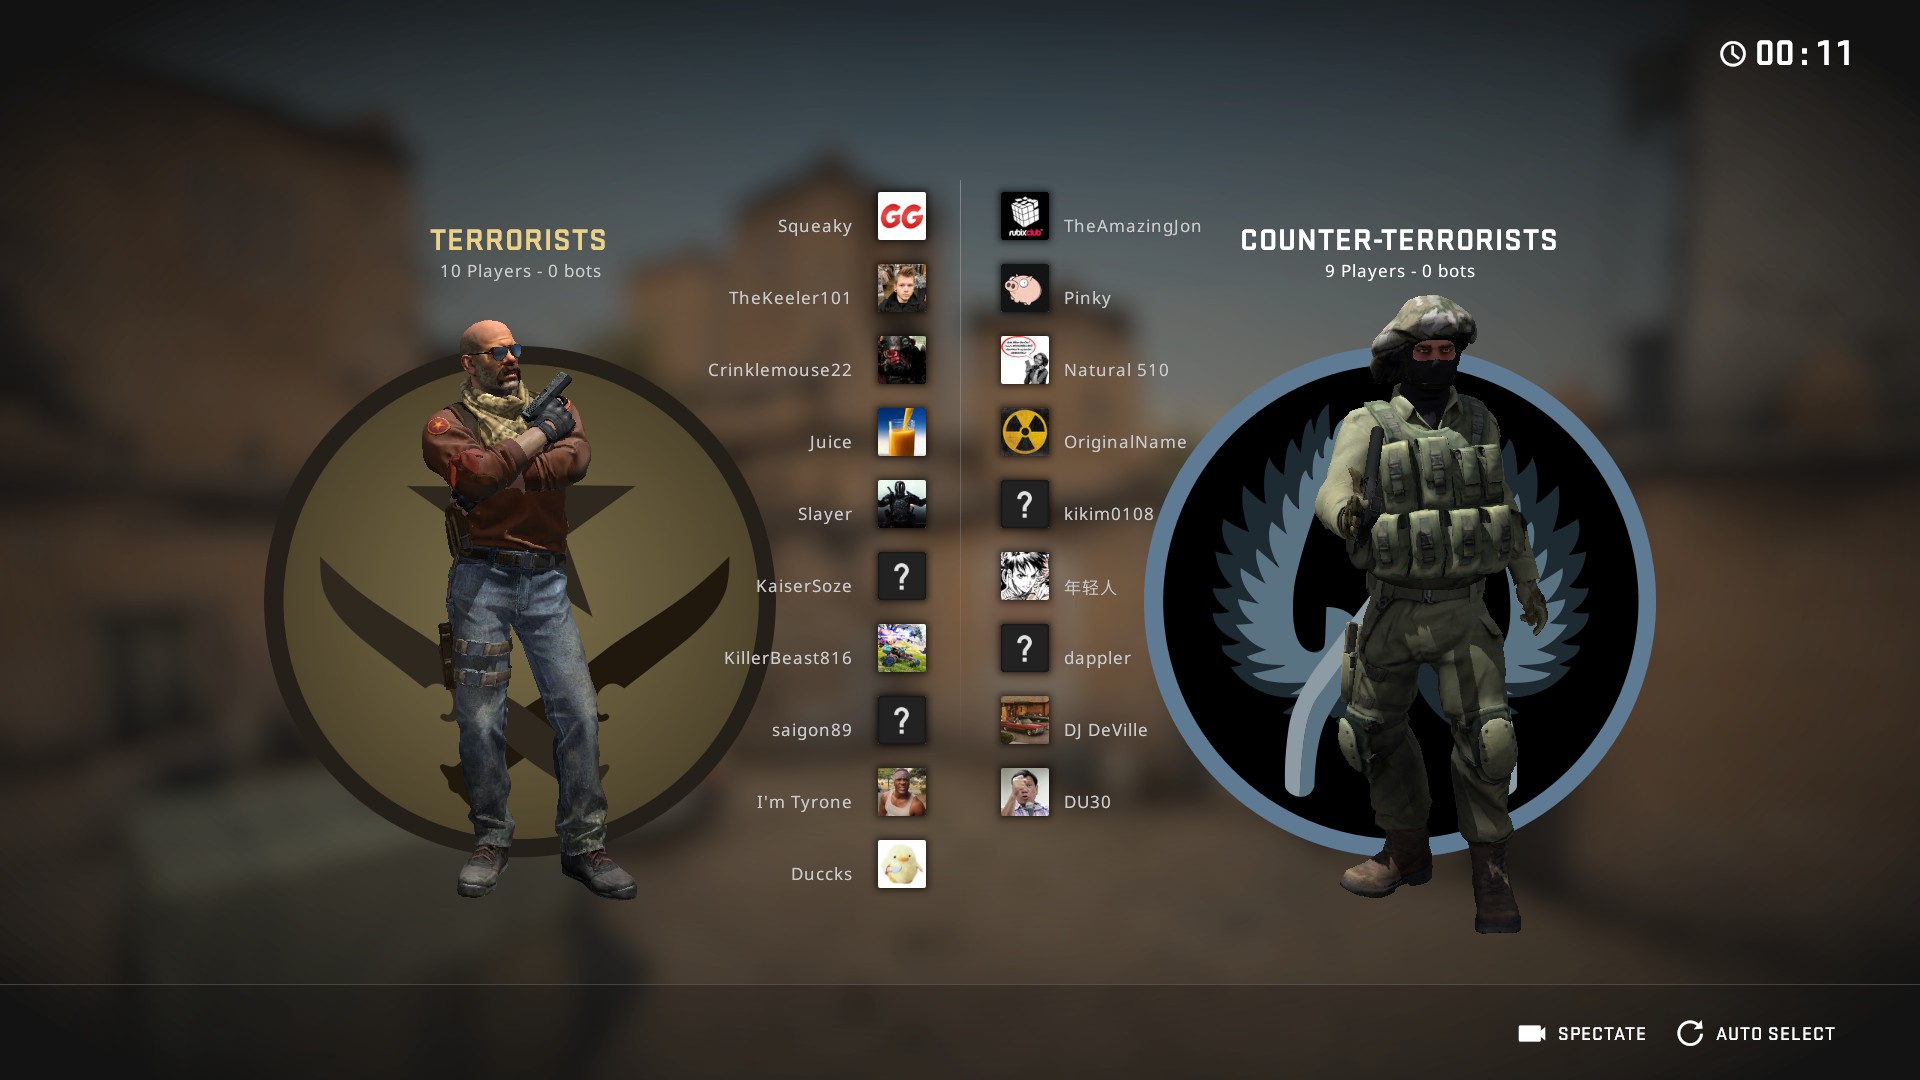 00:11
TERRORISTS
10 Players - 0 bots
Squeaky
GG
TheKeeler101
Crinklemouse22
Juice
Slayer
KaiserSoze
?
KillerBeast816
saigon89
?
I'm Tyrone
Duccks
rubixclub
TheAmazingJon
Pinky
Natural 510
OriginalName
?
kikim0108
年轻人
?
dappler
DJ DeVille
DU30
COUNTER-TERRORISTS
9 Players - 0 bots
SPECTATE
AUTO SELECT